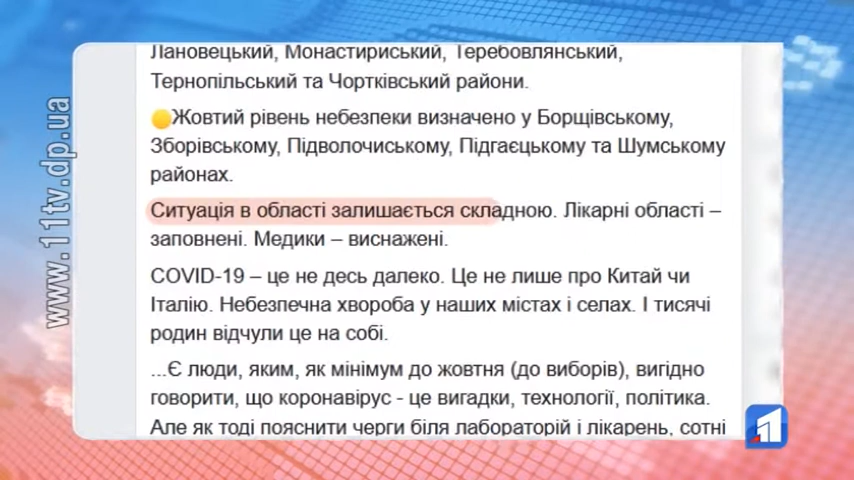 Лановецький, Монастириський, Теребовлянський,
Тернопільський та Чортківський райони.
Жовтий рівень небезпеки визначено у Борщівському,
Зборівському, Підволочиському, Підгаєцькому та Шумському
районах.
Ситуація в області залишається складною. Лікарні області –
заповнені. Медики – виснажені.
COVID-19 – це не десь далеко. Це не лише про Китай чи
Італію. Небезпечна хвороба у наших містах і селах. І тисячі
родин відчули це на собі.
...Є люди, яким, як мінімум до жовтня (до виборів), вигідно
говорити, що коронавірус - це вигадки, технології, політика.
Але як тоді пояснити черги біля лабораторій і лікарень, сотні
www.11tv.dp.ua
1